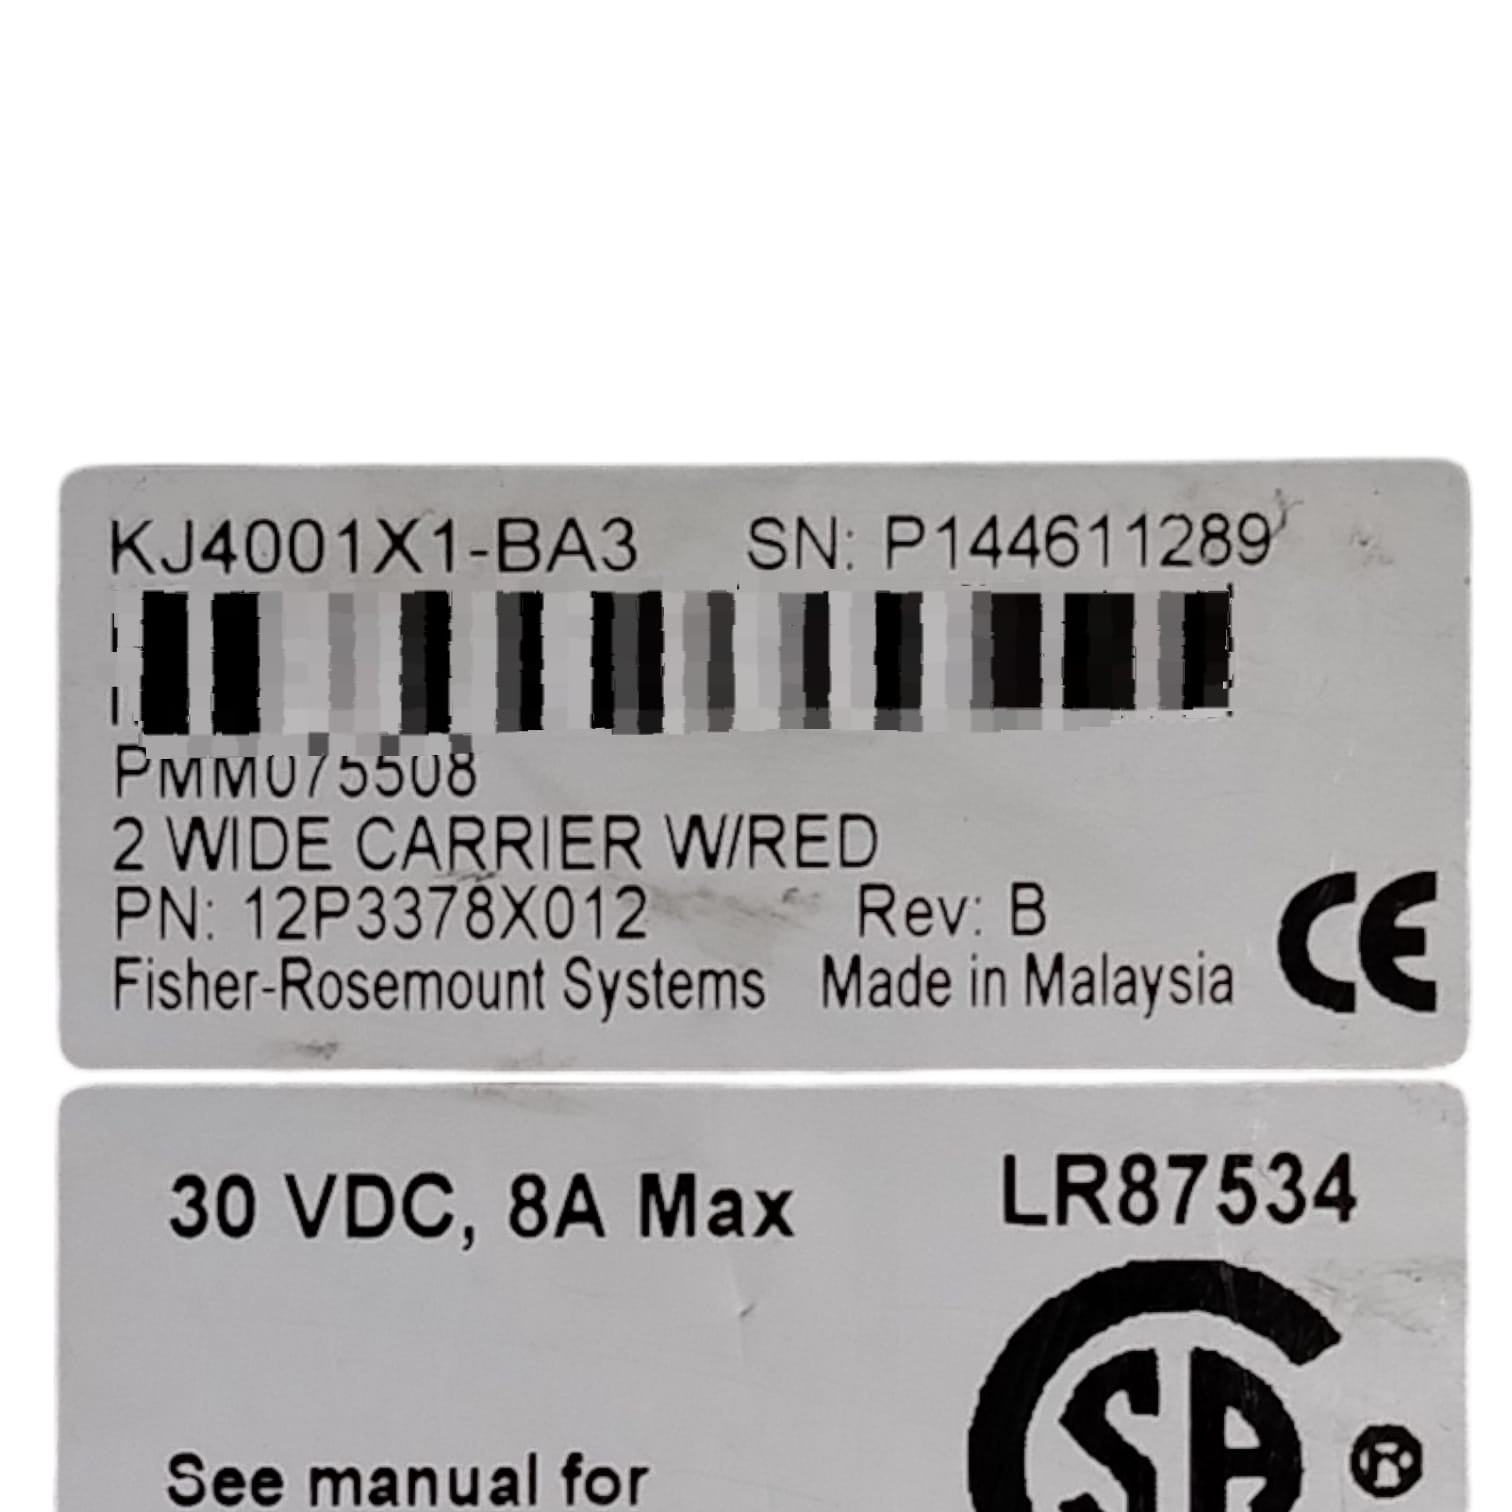 KJ4001X1-BA3 SN: P144611289
PMM075508
2 WIDE CARRIER W/RED
PN: 12P3378X012 Rev: B
Fisher-Rosemount Systems Made in Malaysia
CE
30 VDC, 8A Max LR87534
SA ®
See manual for